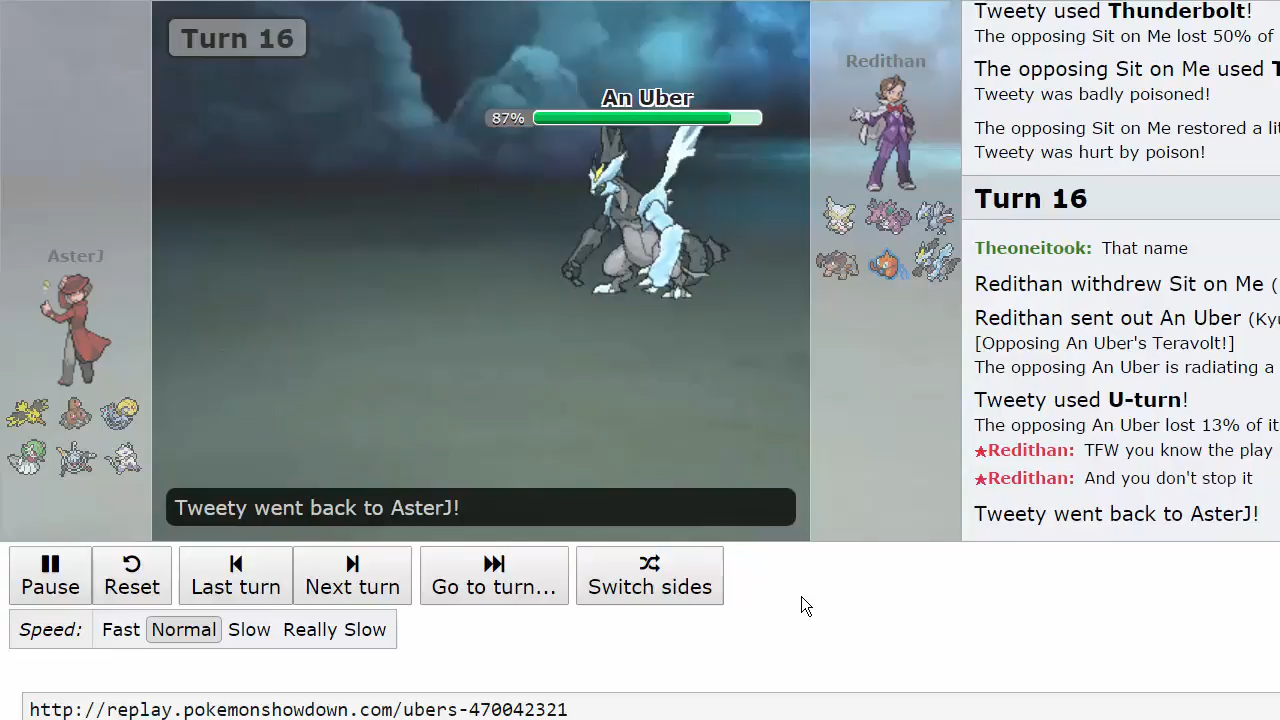 Turn 16
An Uber
87%
AsterJ
Redithan
Tweety went back to AsterJ!
Tweety used Thunderbolt!
The opposing Sit on Me lost 50% of
The opposing Sit on Me used T
Tweety was badly poisoned!
The opposing Sit on Me restored a lit
Tweety was hurt by poison!
Turn 16
Theoneitook: That name
Redithan withdrew Sit on Me (
Redithan sent out An Uber (Kyu
[Opposing An Uber's Teravolt!]
The opposing An Uber is radiating a
Tweety used U-turn!
The opposing An Uber lost 13% of it
★Redithan: TFW you know the play
★Redithan: And you don't stop it
Tweety went back to AsterJ!
Pause
Reset
Last turn
Next turn
Go to turn...
Switch sides
Speed: Fast Normal Slow Really Slow
http://replay.pokemonshowdown.com/ubers-470042321